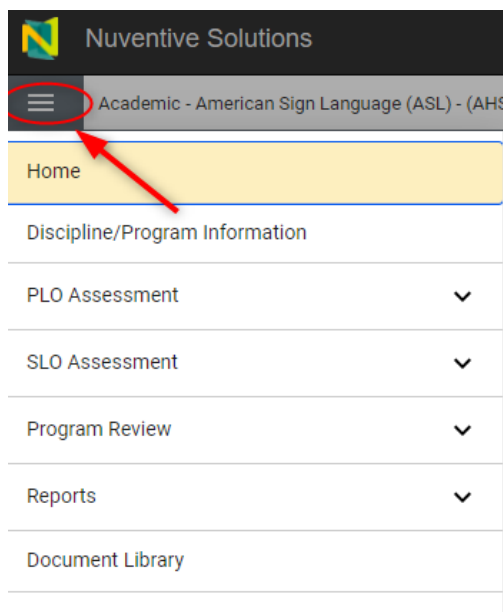 Nuventive Solutions
Academic - American Sign Language (ASL) - (AHS
Home
Discipline/Program Information
PLO Assessment
SLO Assessment
Program Review
Reports
Document Library